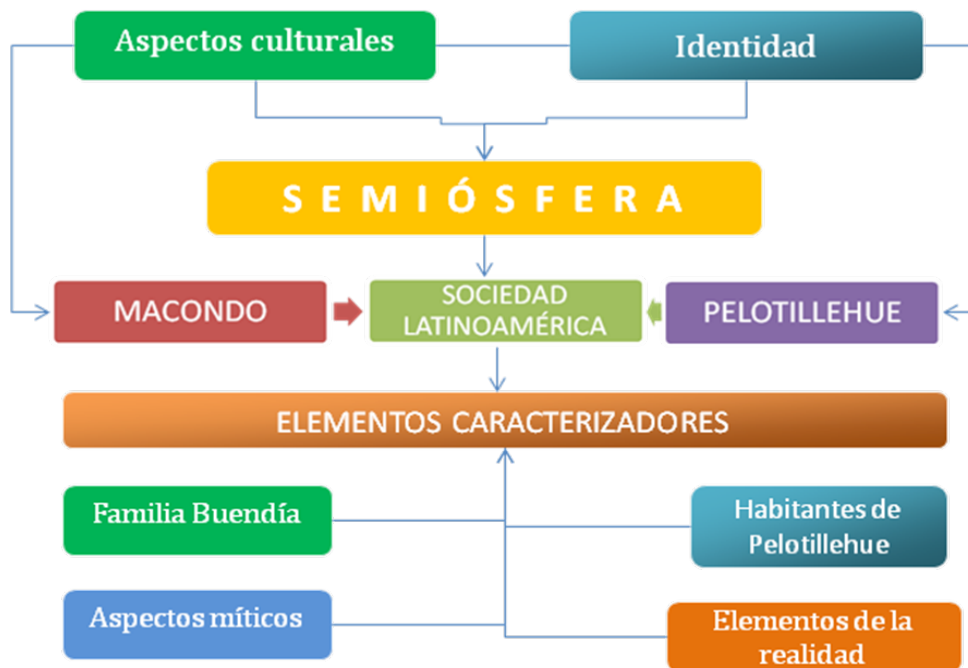 Aspectos culturales
Identidad
SEMIÓSFERA
MACONDO
SOCIEDAD
LATINOAMÉRICA
PELOTILLEHUE
ELEMENTOS CARACTERIZADORES
Familia Buendía
Habitantes de
Pelotillehue
Aspectos míticos
Elementos de la
realidad